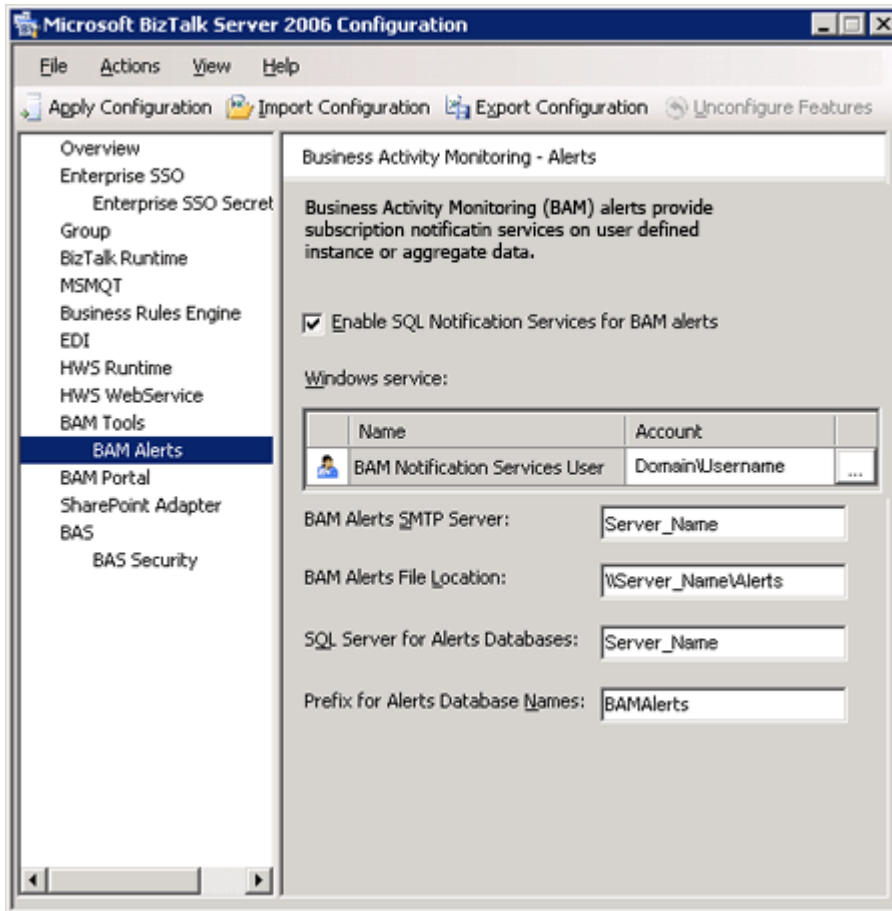 Microsoft BizTalk Server 2006 Configuration
File Actions View Help
Apply Configuration Import Configuration Export Configuration Unconfigure Features
Overview
Enterprise SSO
Enterprise SSO Secret
Group
BizTalk Runtime
MSMQT
Business Rules Engine
EDI
HWS Runtime
HWS WebService
BAM Tools
BAM Alerts
BAM Portal
SharePoint Adapter
BAS
BAS Security
Business Activity Monitoring - Alerts
Business Activity Monitoring (BAM) alerts provide
subscription notificatin services on user defined
instance or aggregate data.
Enable SQL Notification Services for BAM alerts
Windows service:
Name Account
BAM Notification Services User Domain\Username ...
BAM Alerts SMTP Server: Server_Name
BAM Alerts File Location: \\Server_Name\Alerts
SQL Server for Alerts Databases: Server_Name
Prefix for Alerts Database Names: BAMAlerts